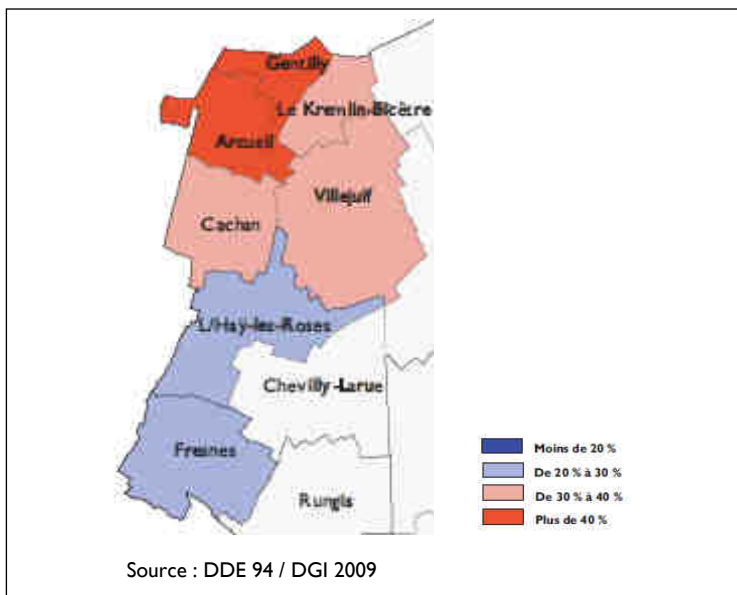 Gentilly
Le Kremlin-Bicêtre
Arcueil
Villejuif
Cachan
L'Haÿ-les-Roses
Chevilly-Larue
Fresnes
Rungis
Moins de 20 %
De 20 % à 30 %
De 30 % à 40 %
Plus de 40 %
Source : DDE 94 / DGI 2009